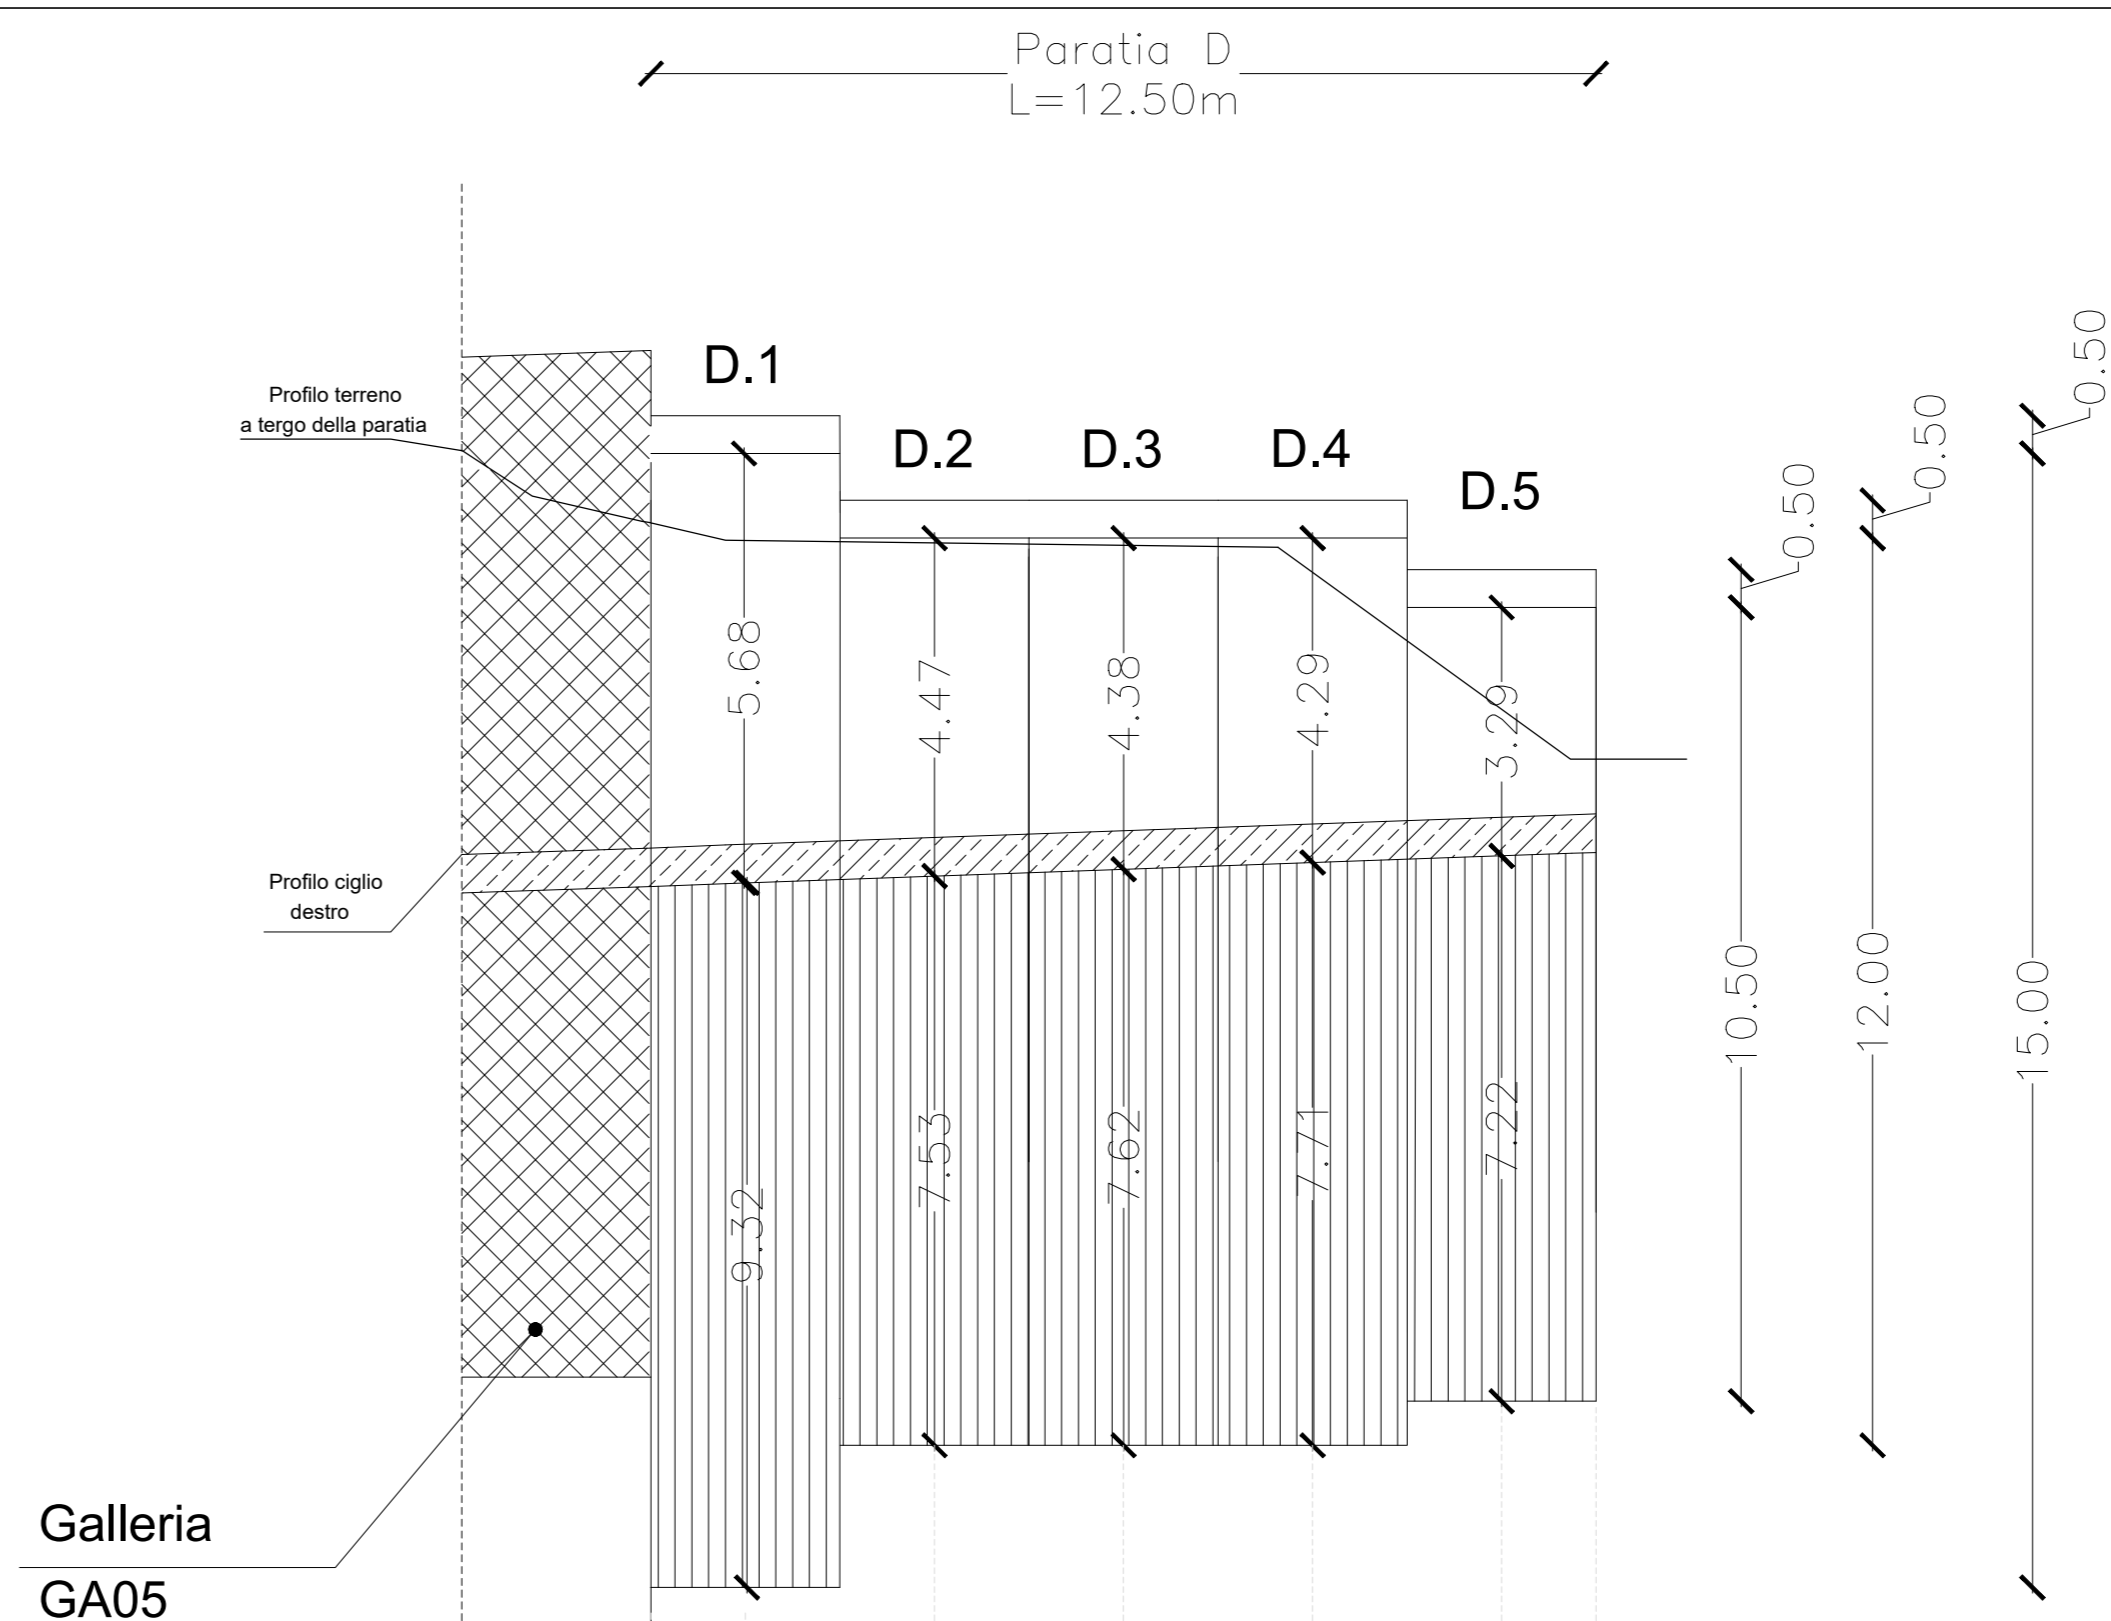 Paratia D
L=12.50m
D.1
D.2
D.3
D.4
D.5
Profilo terreno
a tergo della paratia
Profilo ciglio
destro
5.68
4.47
4.38
4.29
3.29
9.32
7.53
7.62
7.71
7.22
0.50
0.50
0.50
10.50
12.00
15.00
Galleria
GA05